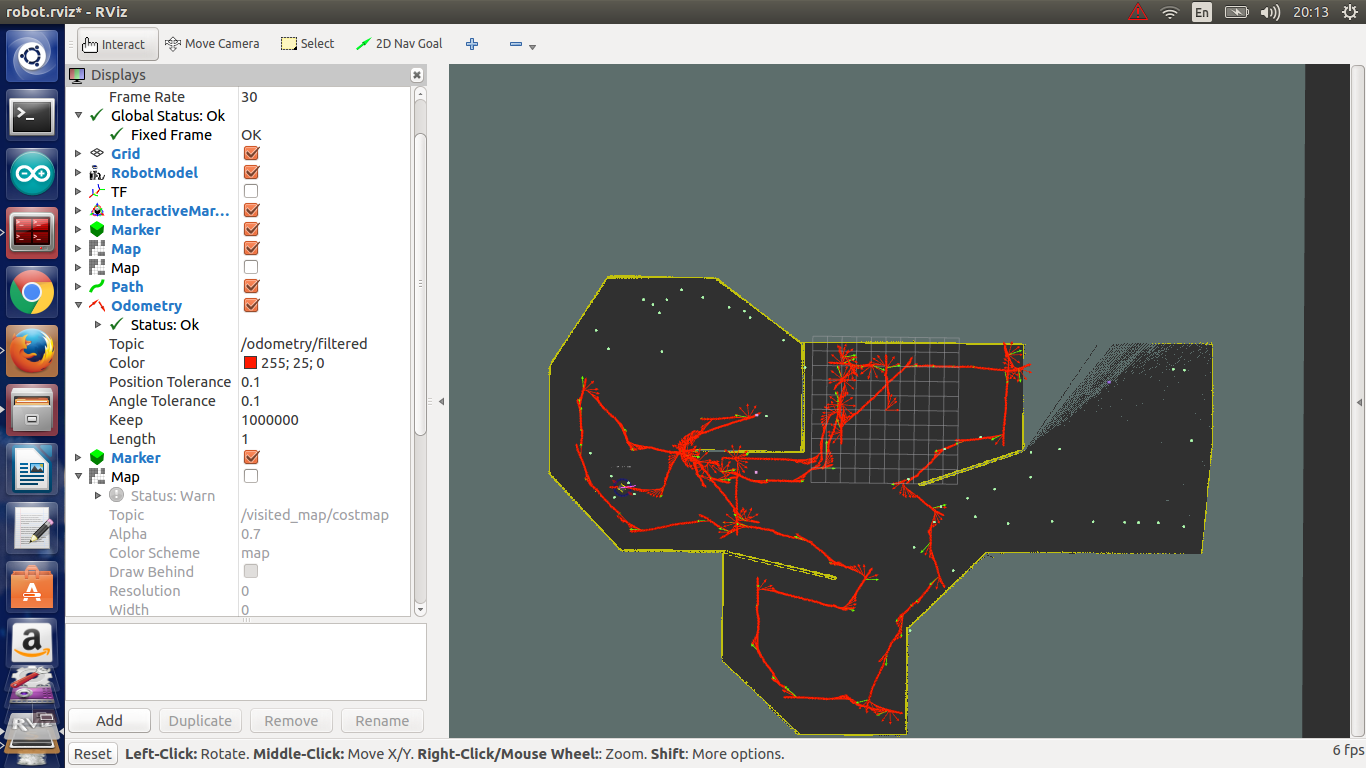 robot.rviz* - RViz
En
20:13
Interact
Move Camera
Select
2D Nav Goal
Displays
Frame Rate 30
Global Status: Ok
Fixed Frame OK
Grid
RobotModel
TF
InteractiveMar...
Marker
Map
Map
Path
Odometry
Status: Ok
Topic /odometry/filtered
Color 255; 25; 0
Position Tolerance 0.1
Angle Tolerance 0.1
Keep 1000000
Length 1
Marker
Map
Status: Warn
Topic /visited_map/costmap
Alpha 0.7
Color Scheme map
Draw Behind
Resolution 0
Width 0
Add
Duplicate
Remove
Rename
Reset
Left-Click: Rotate. Middle-Click: Move X/Y. Right-Click/Mouse Wheel:: Zoom. Shift: More options.
6 fps